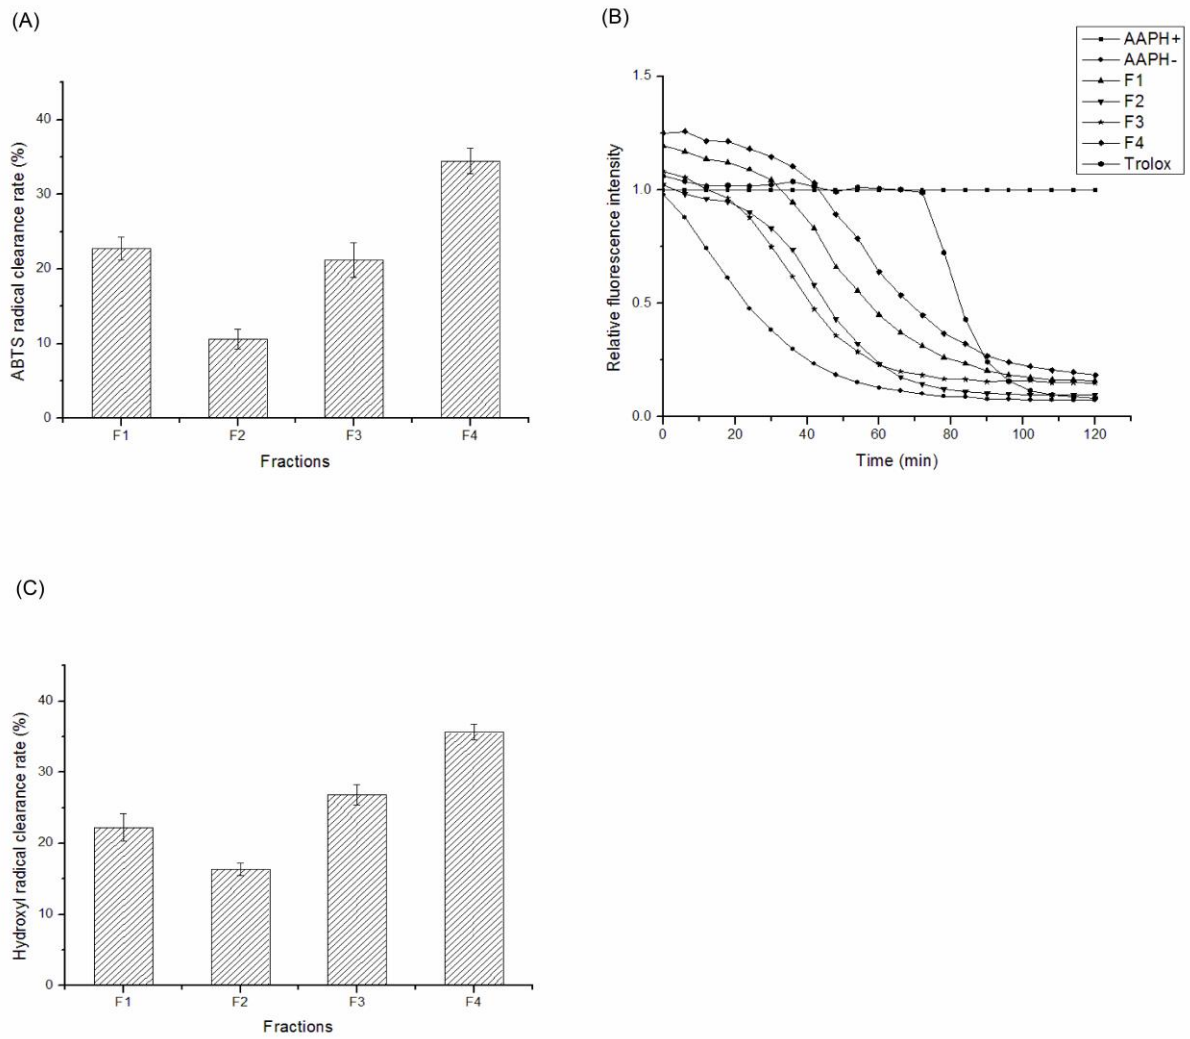 (A)
ABTS radical clearance rate (%)
40
30
20
10
0
F1 F2 F3 F4
Fractions
(B)
AAPH+
AAPH-
F1
F2
F3
F4
Trolox
Relative fluorescence intensity
1.5
1.0
0.5
0.0
0 20 40 60 80 100 120
Time (min)
(C)
Hydroxyl radical clearance rate (%)
40
30
20
10
0
F1 F2 F3 F4
Fractions